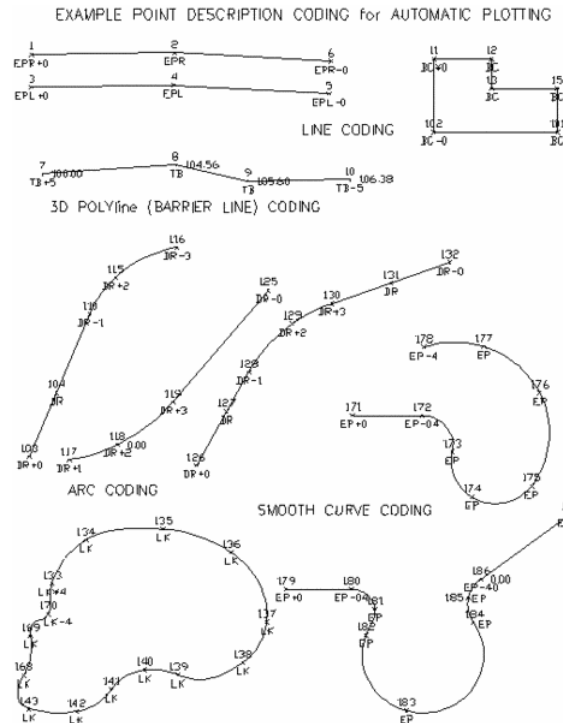 EXAMPLE POINT DESCRIPTION CODING for AUTOMATIC PLOTTING
1 2 6
EPR+0 EPR EPR-0
3 4 5
EPL+0 EPL EPL-0
11 12
BC+0 BC
13 15
BC BC
102 101
BC-0 BC
LINE CODING
7 100.00 8 104.56 9 105.60 10 106.38
TB+5 TB TB TB-5
3D POLYline (BARRIER LINE) CODING
116
DR-3
115
DR+2
110
DR-1
104
DR
103
DR+0
125
DR-0
119
DR+3
118 0.00
DR+2
117
DR+1
132
DR-0
131
DR
130
DR+3
129
DR+2
128
DR-1
127
DR
126
DR+0
ARC CODING
178 177
EP-4 EP
176
EP
171 172
EP+0 EP-04
173
EP
174 175
EP EP
SMOOTH CURVE CODING
134 135 136
LK LK LK
133
LK+4
170
LK-4
169
LK
168
LK
143 142 141 140 139 138 137
LK LK LK LK LK LK LK
179 180
EP+0 EP-04
181
EP
182
EP
183
EP
184
EP
185
EP
186 0.00
EP-40